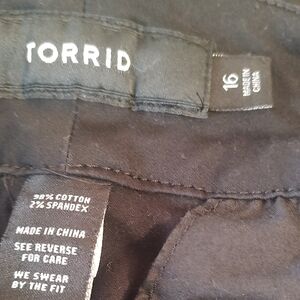 TORRID
16
MADE IN
CHINA
98% COTTON
2% SPANDEX
MADE IN CHINA
SEE REVERSE
FOR CARE
WE SWEAR
BY THE FIT